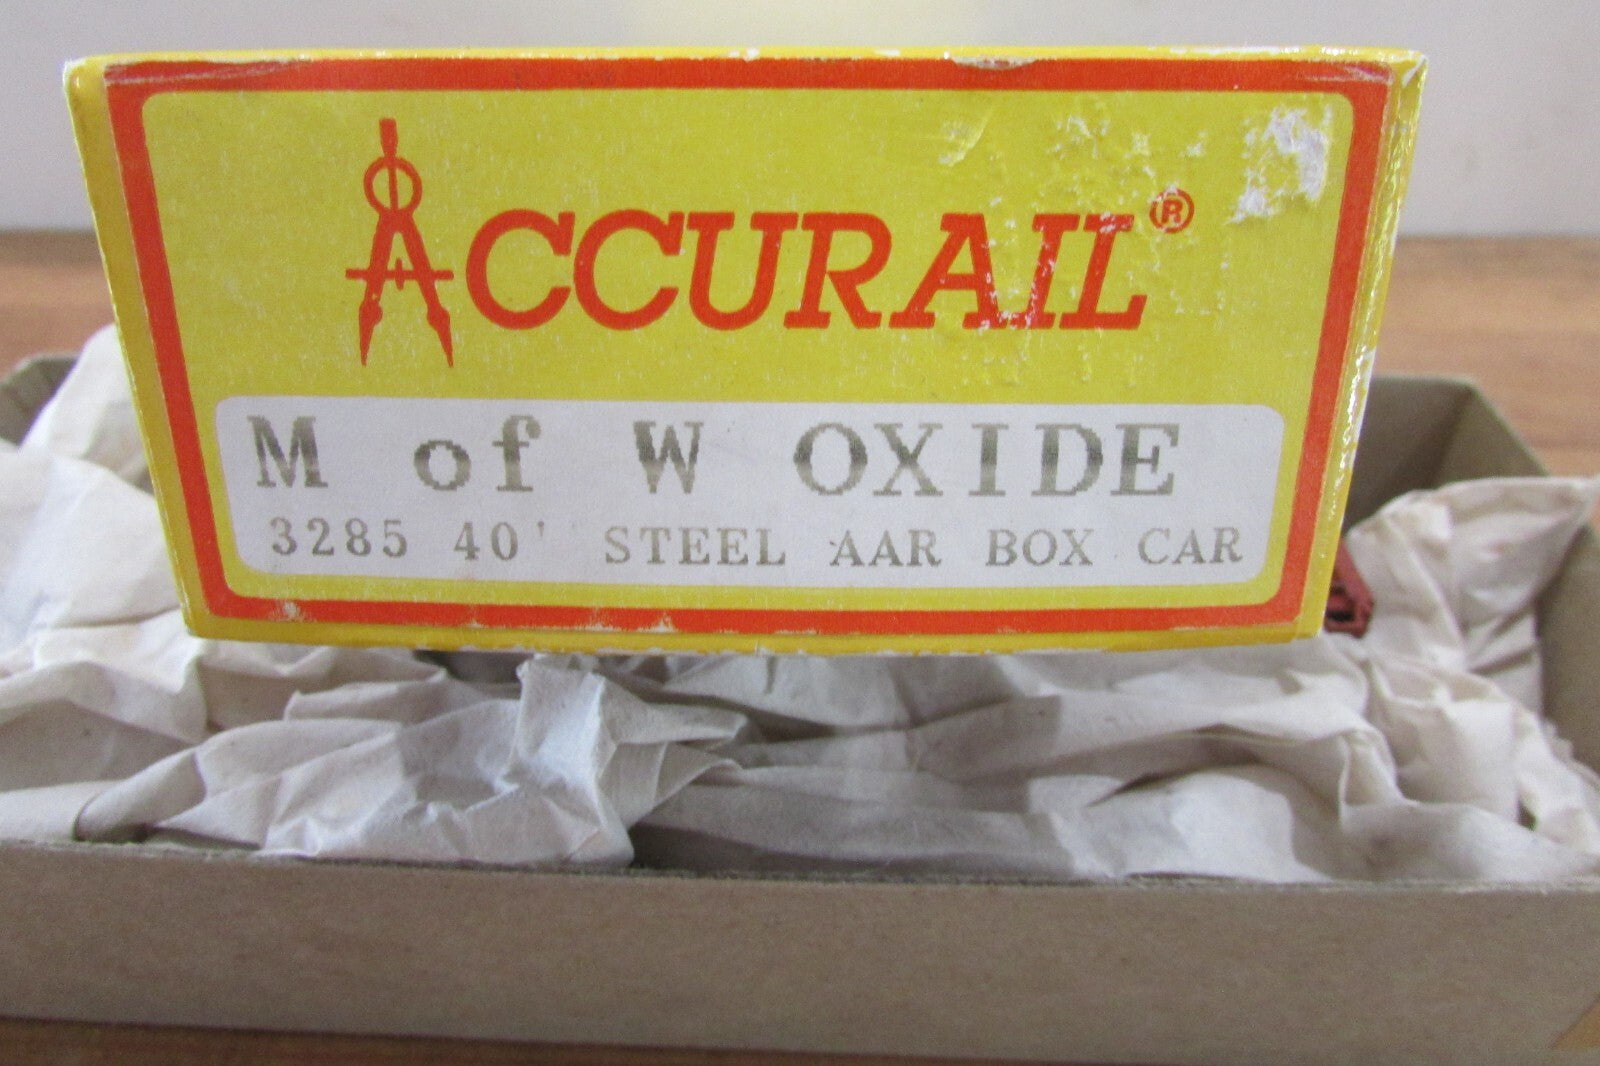 ACCURAIL®
M of W OXIDE
3285 40' STEEL AAR BOX CAR